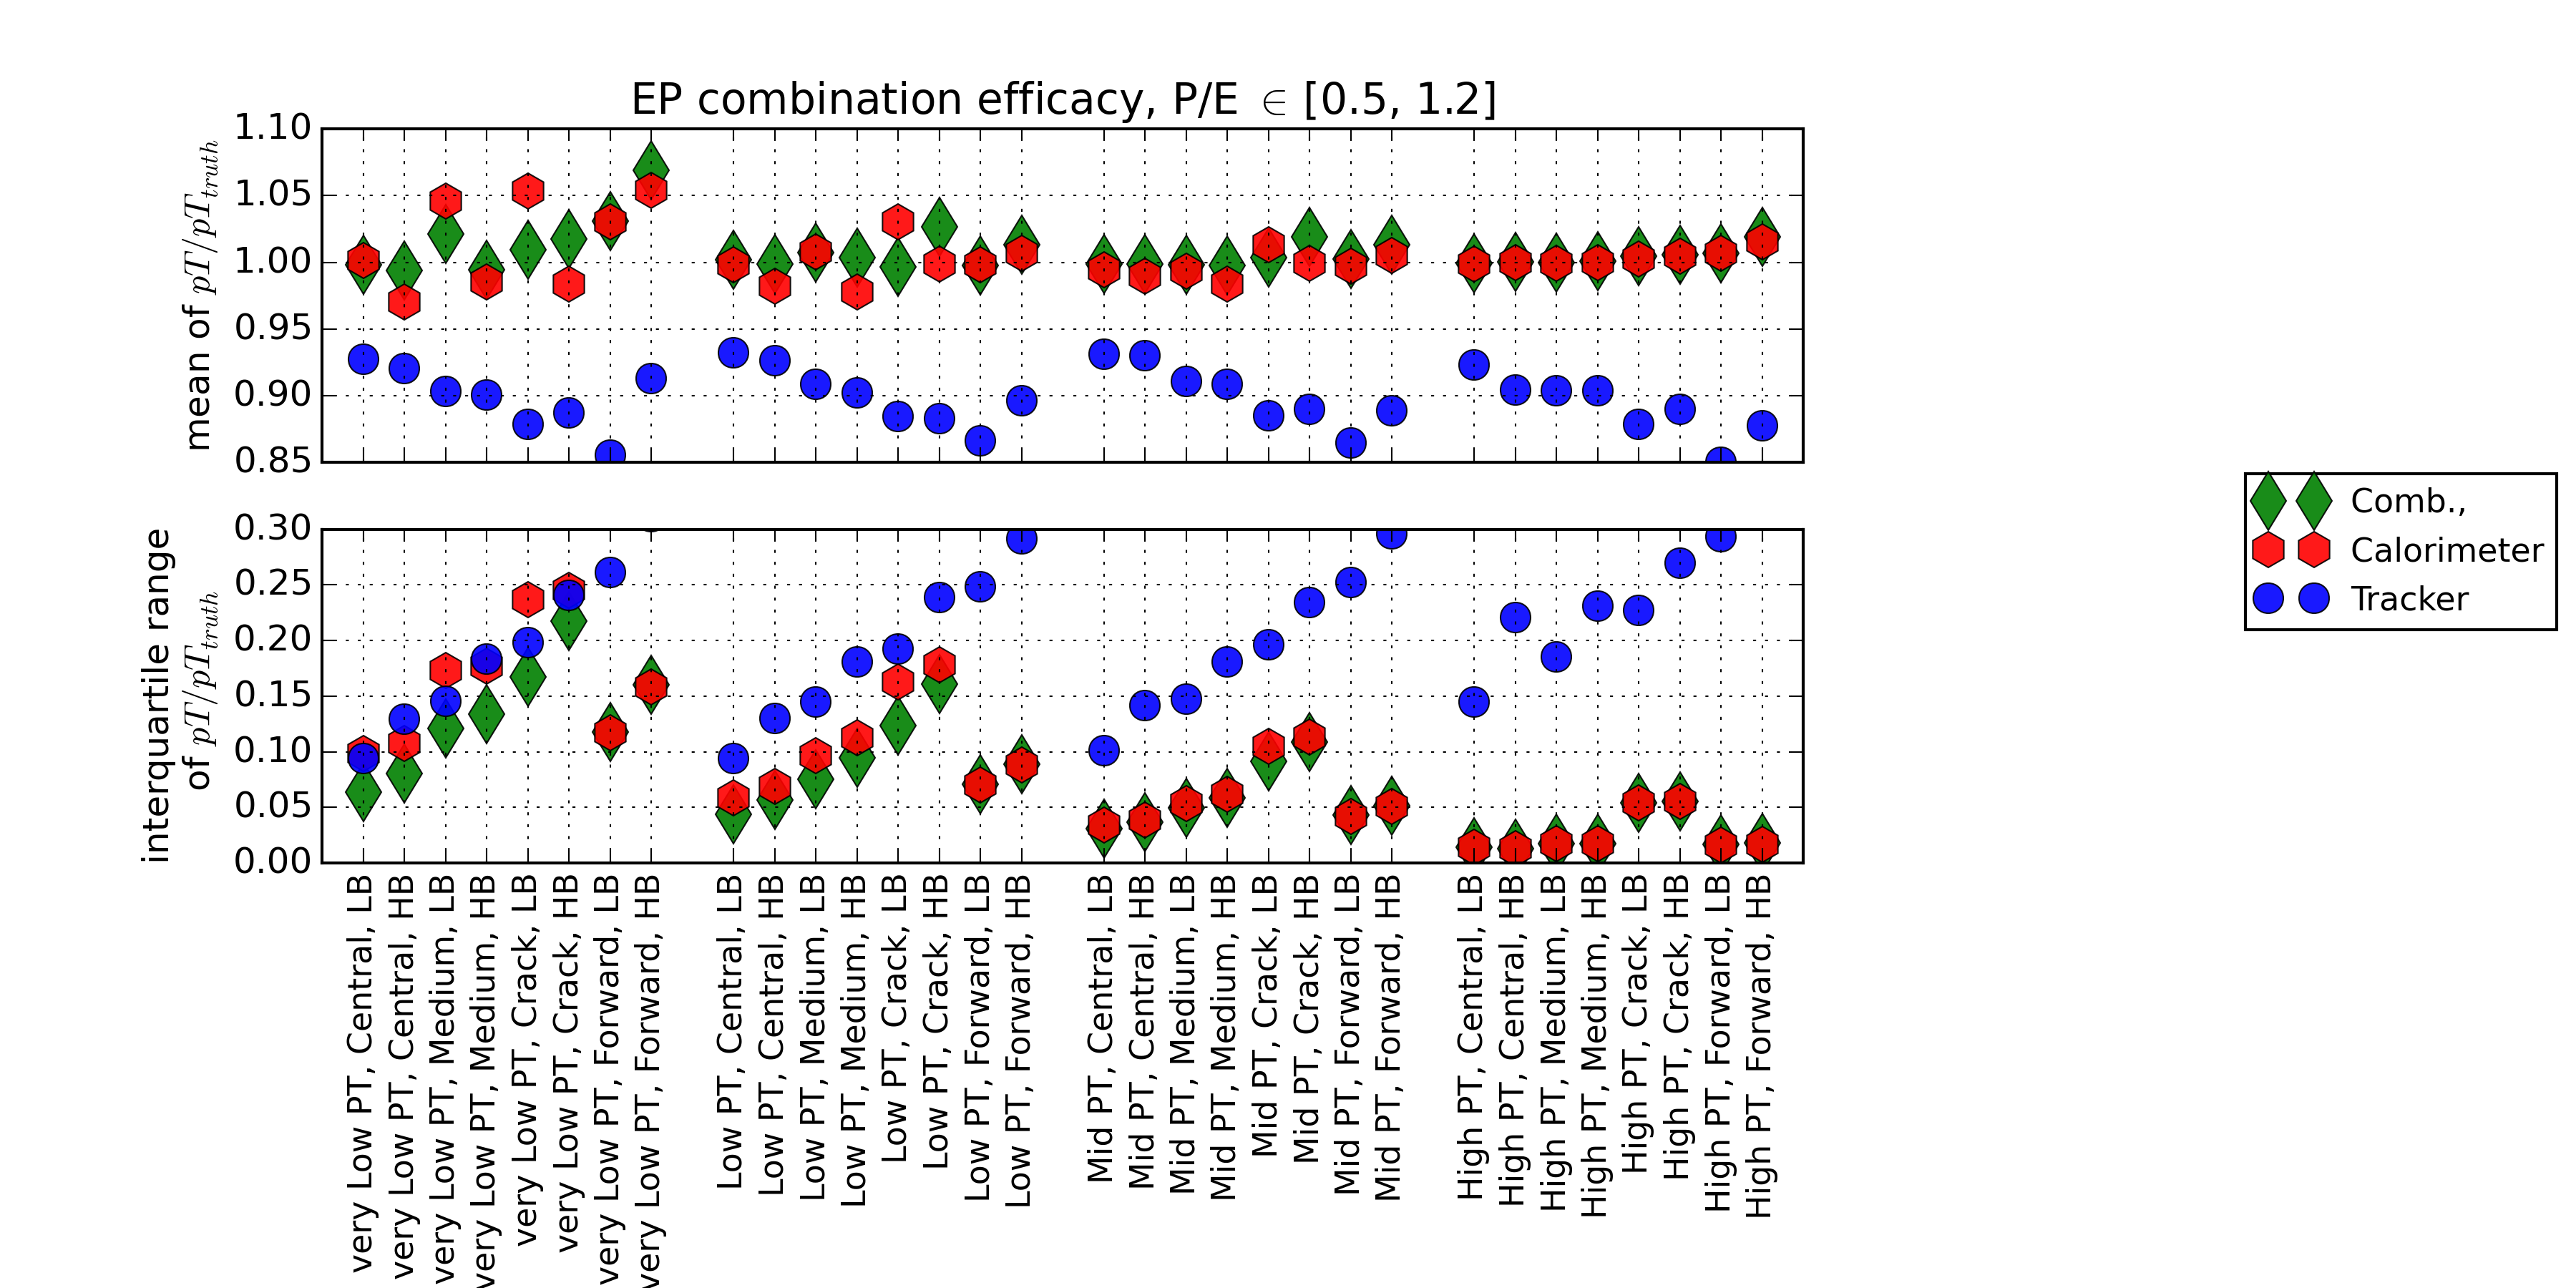 EP combination efficacy, P/E ∈ [0.5, 1.2]
mean of pT/pT_truth
1.10
1.05
1.00
0.95
0.90
0.85
interquartile range
of pT/pT_truth
0.30
0.25
0.20
0.15
0.10
0.05
0.00
very Low PT, Central, LB
very Low PT, Central, HB
very Low PT, Medium, LB
very Low PT, Medium, HB
very Low PT, Crack, LB
very Low PT, Crack, HB
very Low PT, Forward, LB
very Low PT, Forward, HB
Low PT, Central, LB
Low PT, Central, HB
Low PT, Medium, LB
Low PT, Medium, HB
Low PT, Crack, LB
Low PT, Crack, HB
Low PT, Forward, LB
Low PT, Forward, HB
Mid PT, Central, LB
Mid PT, Central, HB
Mid PT, Medium, LB
Mid PT, Medium, HB
Mid PT, Crack, LB
Mid PT, Crack, HB
Mid PT, Forward, LB
Mid PT, Forward, HB
High PT, Central, LB
High PT, Central, HB
High PT, Medium, LB
High PT, Medium, HB
High PT, Crack, LB
High PT, Crack, HB
High PT, Forward, LB
High PT, Forward, HB
Comb.,
Calorimeter
Tracker